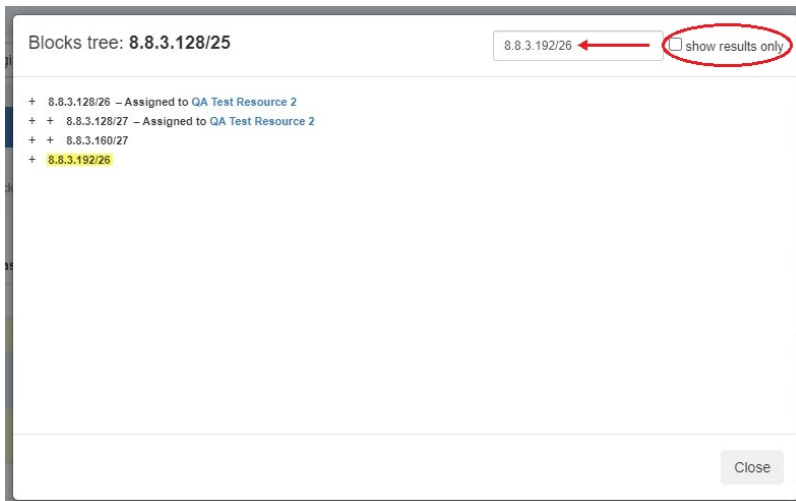 Blocks tree: 8.8.3.128/25
8.8.3.192/26
show results only
+ 8.8.3.128/26 – Assigned to QA Test Resource 2
+ + 8.8.3.128/27 – Assigned to QA Test Resource 2
+ + 8.8.3.160/27
+ 8.8.3.192/26
Close